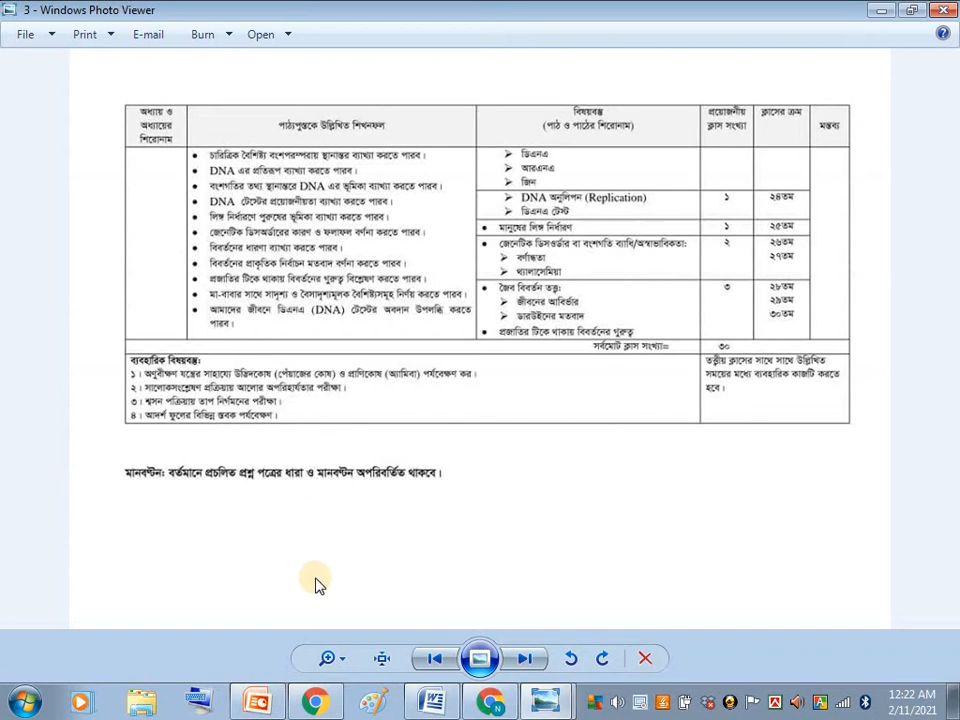 3 - Windows Photo Viewer
File Print E-mail Burn Open
অধ্যায় ও অধ্যায়ের শিরোনাম
পাঠ্যপুস্তকে উল্লিখিত শিখনফল
বিষয়বস্তু
(পাঠ ও পাঠের শিরোনাম)
প্রয়োজনীয় ক্লাস সংখ্যা
ক্লাসের ক্রম
মন্তব্য
• চারিত্রিক বৈশিষ্ট্য বংশপরম্পরায় স্থানান্তর ব্যাখ্যা করতে পারব।
• DNA এর প্রতিরূপ ব্যাখ্যা করতে পারব।
• বংশগতির তথ্য স্থানান্তরে DNA এর ভূমিকা ব্যাখ্যা করতে পারব।
• DNA টেস্টের প্রয়োজনীয়তা ব্যাখ্যা করতে পারব।
• লিঙ্গ নির্ধারণে পুরুষের ভূমিকা ব্যাখ্যা করতে পারব।
• জেনেটিক ডিসঅর্ডারের কারণ ও ফলাফল বর্ণনা করতে পারব।
• বিবর্তনের ধারণা ব্যাখ্যা করতে পারব।
• বিবর্তনের প্রাকৃতিক নির্বাচন মতবাদ বর্ণনা করতে পারব।
• প্রজাতির টিকে থাকায় বিবর্তনের গুরুত্ব বিশ্লেষণ করতে পারব।
• মা-বাবার সাথে সাদৃশ্য ও বৈসাদৃশ্যমূলক বৈশিষ্ট্যসমূহ নির্ণয় করতে পারব।
• আমাদের জীবনে ডিএনএ (DNA) টেস্টের অবদান উপলব্ধি করতে
পারব।
➢ ডিএনএ
➢ আরএনএ
➢ জিন
➢ DNA অনুলিপন (Replication) ১ ২৪তম
➢ ডিএনএ টেস্ট
• মানুষের লিঙ্গ নির্ধারণ ১ ২৫তম
• জেনেটিক ডিসওর্ডার বা বংশগতি ব্যাধি/অস্বাভাবিকতা: ২ ২৬তম
➢ বর্ণান্ধতা ২৭তম
➢ থ্যালাসেমিয়া
• জৈব বিবর্তন তত্ত্ব: ৩ ২৮তম
➢ জীবনের আবির্ভাব ২৯তম
➢ ডারউইনের মতবাদ ৩০তম
• প্রজাতির টিকে থাকায় বিবর্তনের গুরুত্ব
সর্বমোট ক্লাস সংখ্যা= ৩০
ব্যবহারিক বিষয়বস্তু:
১। অণুবীক্ষণ যন্ত্রের সাহায্যে উদ্ভিদকোষ (পেঁয়াজের কোষ) ও প্রাণিকোষ (অ্যামিবা) পর্যবেক্ষণ কর।
২। সালোকসংশ্লেষণ প্রক্রিয়ায় আলোর অপরিহার্যতার পরীক্ষা।
৩। শ্বসন প্রক্রিয়ায় তাপ নির্গমনের পরীক্ষা।
৪। আদর্শ ফুলের বিভিন্ন স্তবক পর্যবেক্ষণ।
তত্ত্বীয় ক্লাসের সাথে সাথে উল্লিখিত
সময়ের মধ্যে ব্যবহারিক কাজটি করতে
হবে।
মানবণ্টন: বর্তমানে প্রচলিত প্রশ্ন পত্রের ধারা ও মানবণ্টন অপরিবর্তিত থাকবে।
12:22 AM
2/11/2021